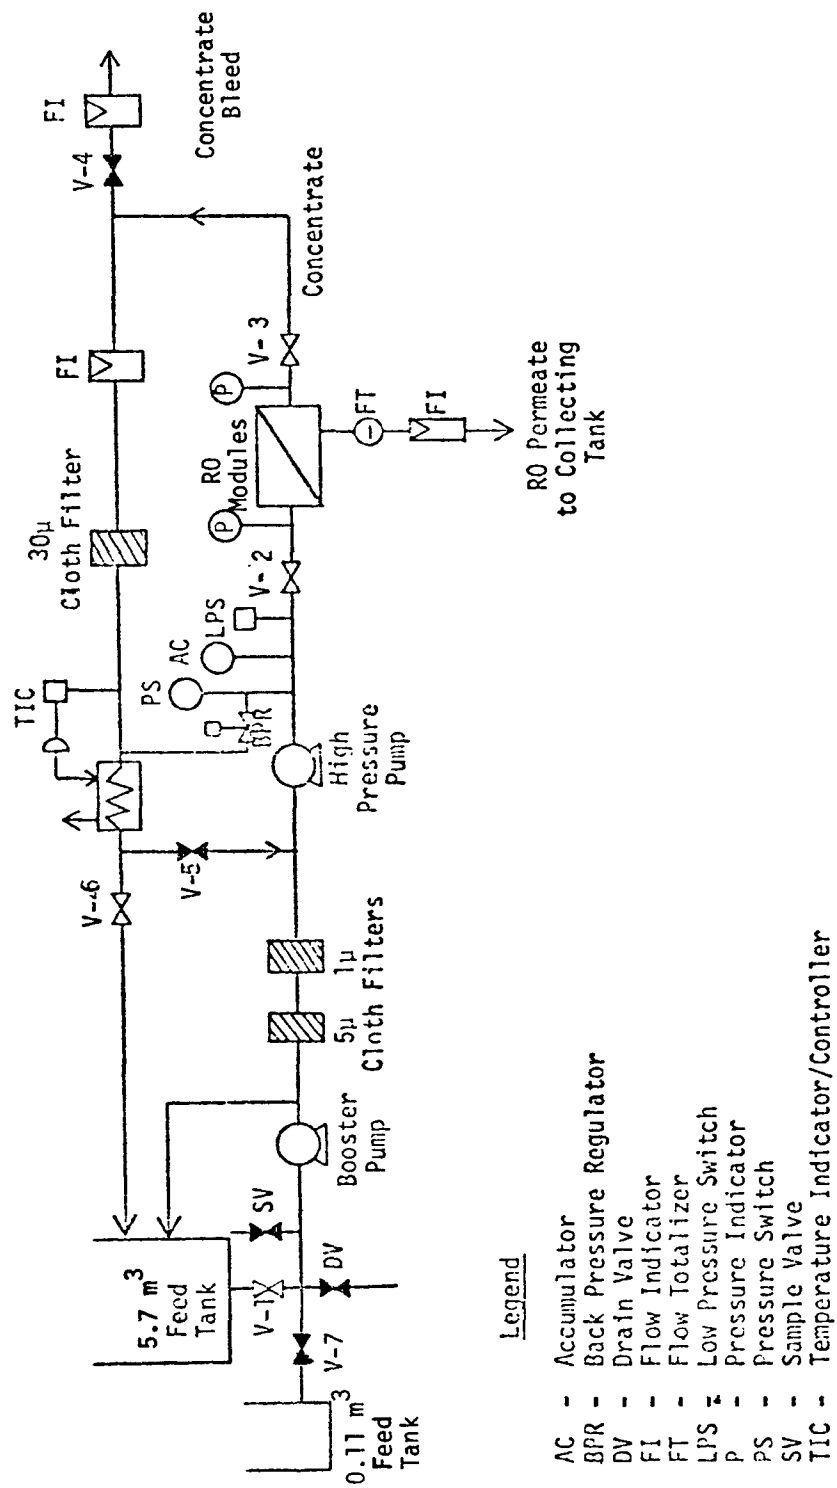 FI
V-4
Concentrate
Bleed
FI
Concentrate
30μ
Cloth Filter
V-3
P
RO
Modules
FT
FI
RO Permeate
to Collecting
Tank
P
V-2
TIC
LPS
AC
PS
BPR
High
Pressure
Pump
V-5
V-6
1μ
5μ
Cloth Filters
Booster
Pump
SV
5.7 m³
Feed
Tank
V-1
DV
V-7
0.11 m³
Feed
Tank
Legend
AC - Accumulator
BPR - Back Pressure Regulator
DV - Drain Valve
FI - Flow Indicator
FT - Flow Totalizer
LPS - Low Pressure Switch
P - Pressure Indicator
PS - Pressure Switch
SV - Sample Valve
TIC - Temperature Indicator/Controller